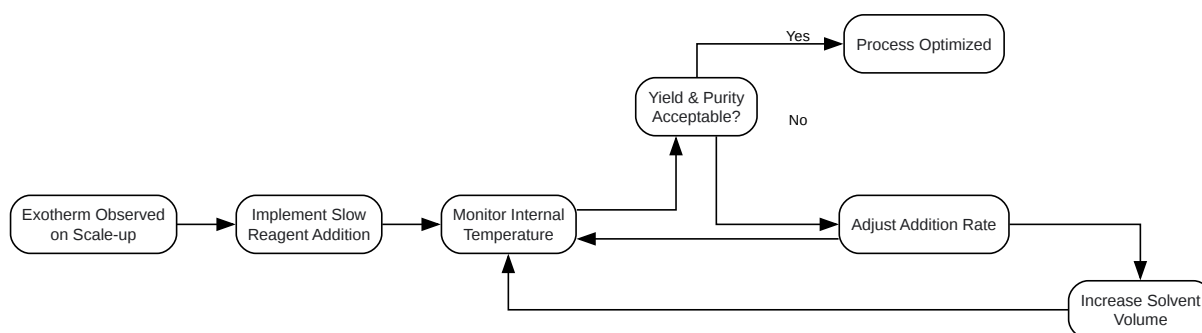 Yes
Process Optimized
Yield & Purity
Acceptable?
No
Exotherm Observed
on Scale-up
Implement Slow
Reagent Addition
Monitor Internal
Temperature
Adjust Addition Rate
Increase Solvent
Volume